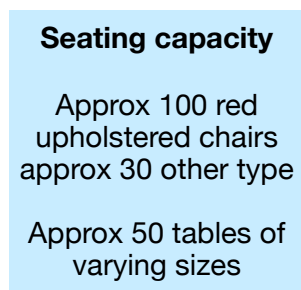 Seating capacity
Approx 100 red
upholstered chairs
approx 30 other type
Approx 50 tables of
varying sizes